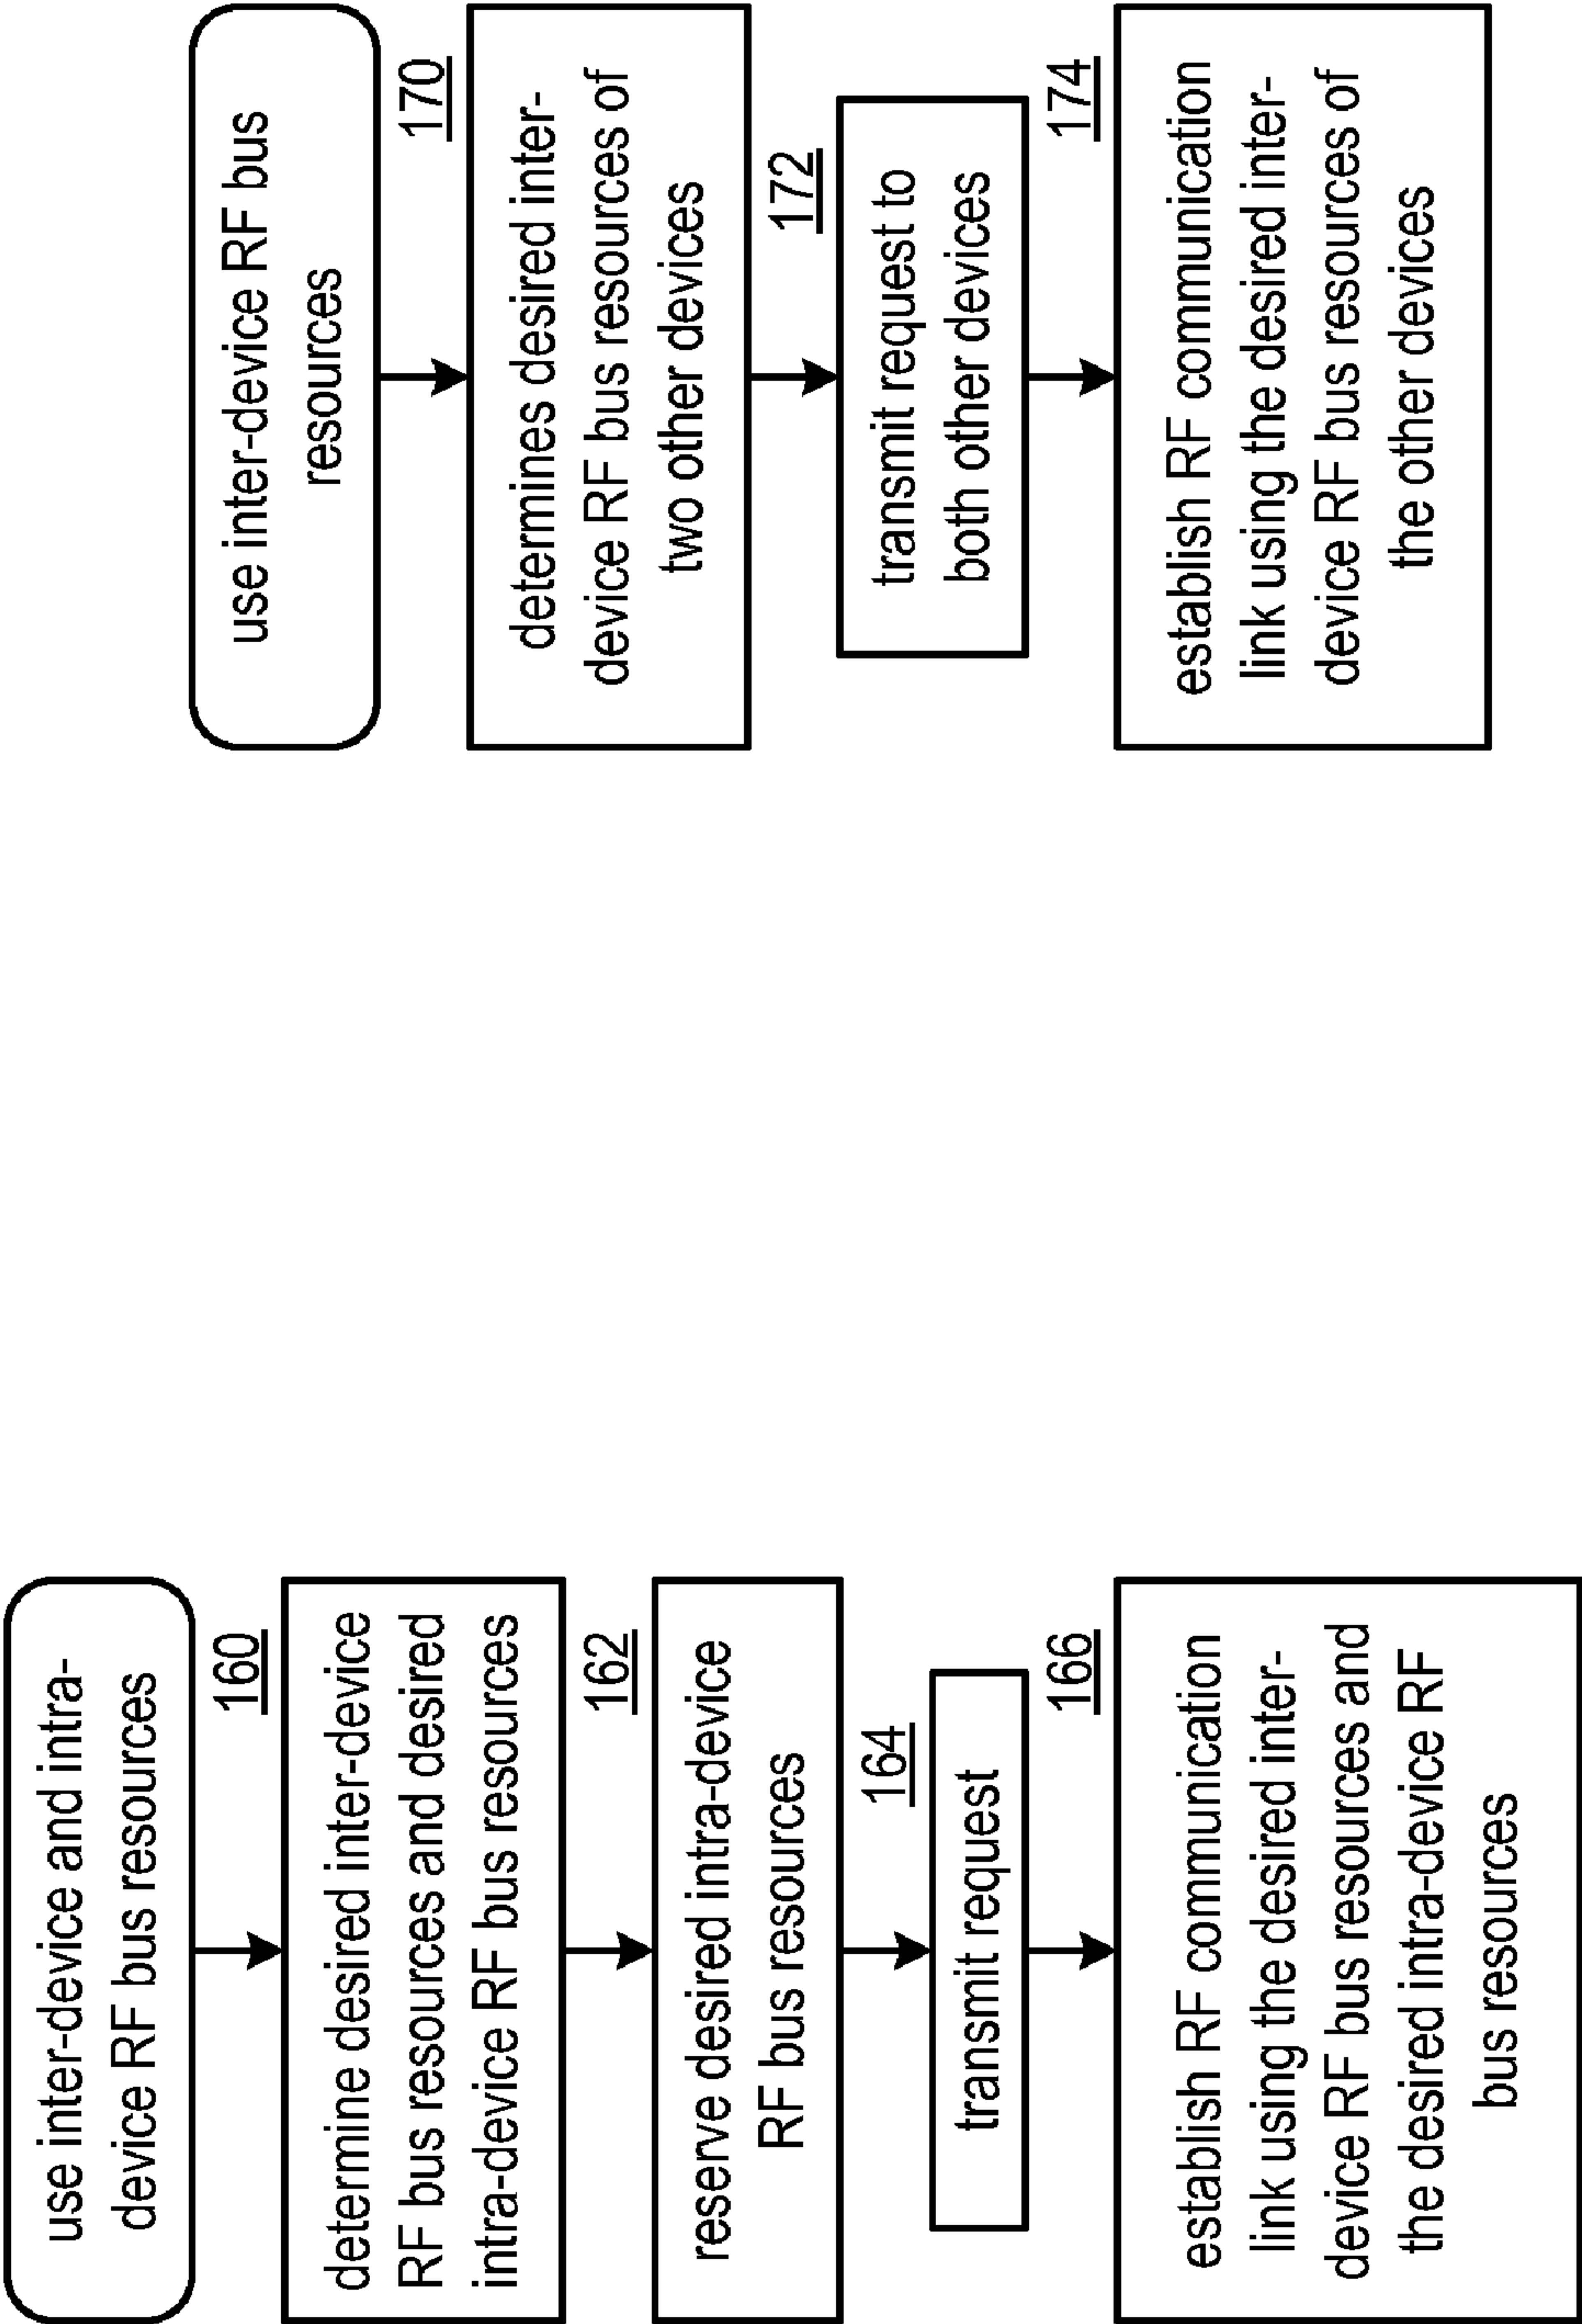 use inter-device and intra-
device RF bus resources
160
determine desired inter-device
RF bus resources and desired
intra-device RF bus resources
162
reserve desired intra-device
RF bus resources
164
transmit request
166
establish RF communication
link using the desired inter-
device RF bus resources and
the desired intra-device RF
bus resources
use inter-device RF bus
resources
170
determines desired inter-
device RF bus resources of
two other devices
172
transmit request to
both other devices
174
establish RF communication
link using the desired inter-
device RF bus resources of
the other devices